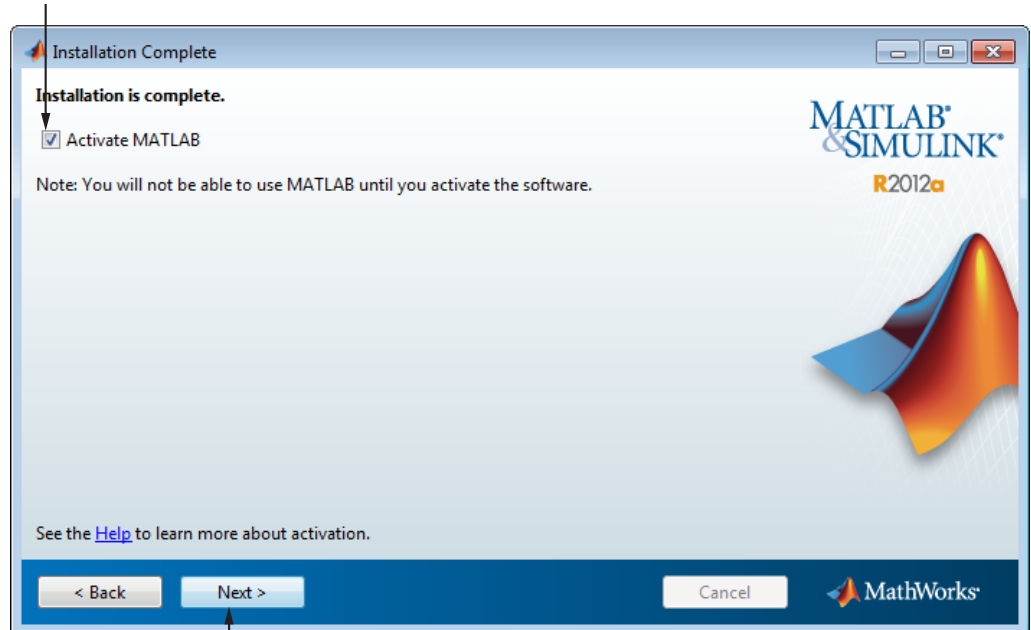 Installation Complete
Installation is complete.
Activate MATLAB
Note: You will not be able to use MATLAB until you activate the software.
MATLAB®
&SIMULINK®
R2012a
See the Help to learn more about activation.
< Back
Next >
Cancel
MathWorks®